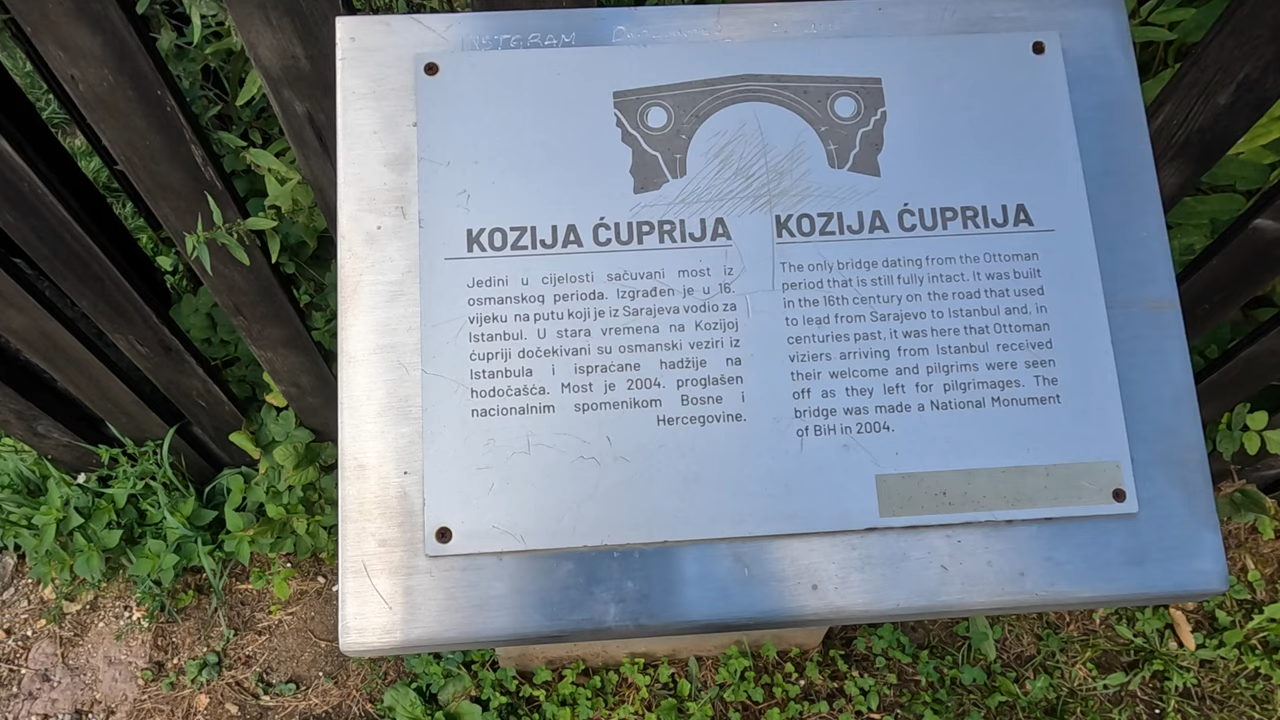 INSTGRAM
KOZIJA ĆUPRIJA
Jedini u cijelosti sačuvani most iz
osmanskog perioda. Izgrađen je u 16.
vijeku na putu koji je iz Sarajeva vodio za
Istanbul. U stara vremena na Kozijoj
ćupriji dočekivani su osmanski veziri iz
Istanbula i ispraćane hadžije na
hodočašća. Most je 2004. proglašen
nacionalnim spomenikom Bosne i
Hercegovine.
KOZIJA ĆUPRIJA
The only bridge dating from the Ottoman
period that is still fully intact. It was built
in the 16th century on the road that used
to lead from Sarajevo to Istanbul and, in
centuries past, it was here that Ottoman
viziers arriving from Istanbul received
their welcome and pilgrims were seen
off as they left for pilgrimages. The
bridge was made a National Monument
of BiH in 2004.